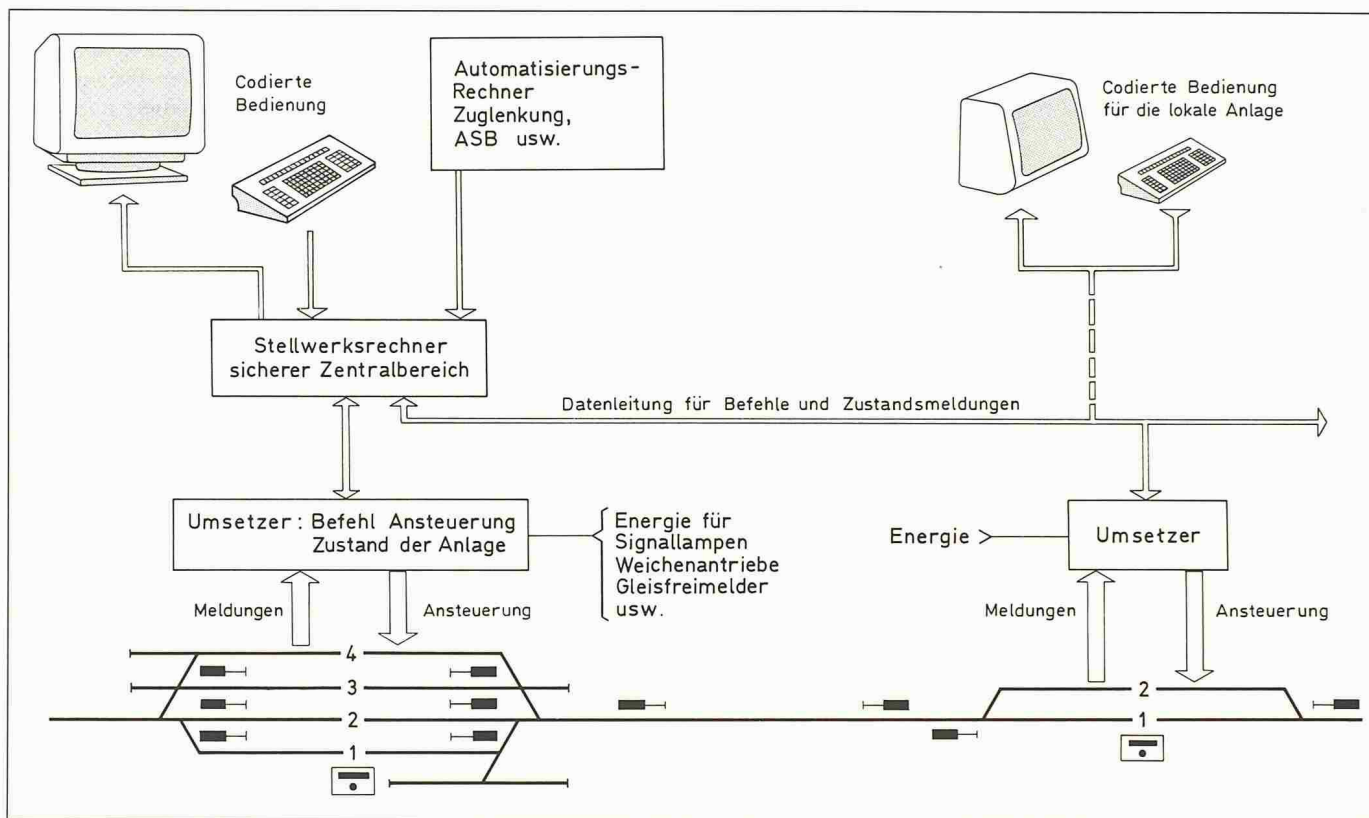 Codierte
Bedienung
Automatisierungs-
Rechner
Zuglenkung,
ASB usw.
Codierte Bedienung
für die lokale Anlage
Stellwerksrechner
sicherer Zentralbereich
Datenleitung für Befehle und Zustandsmeldungen
Umsetzer: Befehl Ansteuerung
Zustand der Anlage
Energie für
Signallampen
Weichenantriebe
Gleisfreimelder
usw.
Energie
Umsetzer
Meldungen
Ansteuerung
Meldungen
Ansteuerung
4
3
2
1
2
1